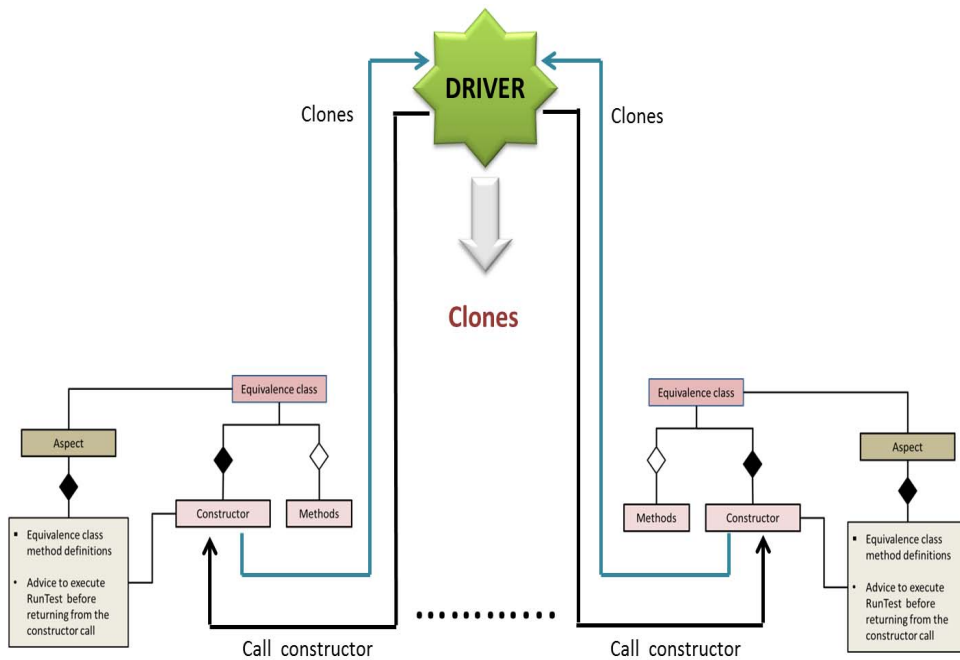 DRIVER
Clones
Clones
Clones
Equivalence class
Aspect
Constructor
Methods
▪ Equivalence class
method definitions
• Advice to execute
RunTest before
returning from the
constructor call
Call constructor
Equivalence class
Aspect
Methods
Constructor
▪ Equivalence class
method definitions
• Advice to execute
RunTest before
returning from the
constructor call
Call constructor